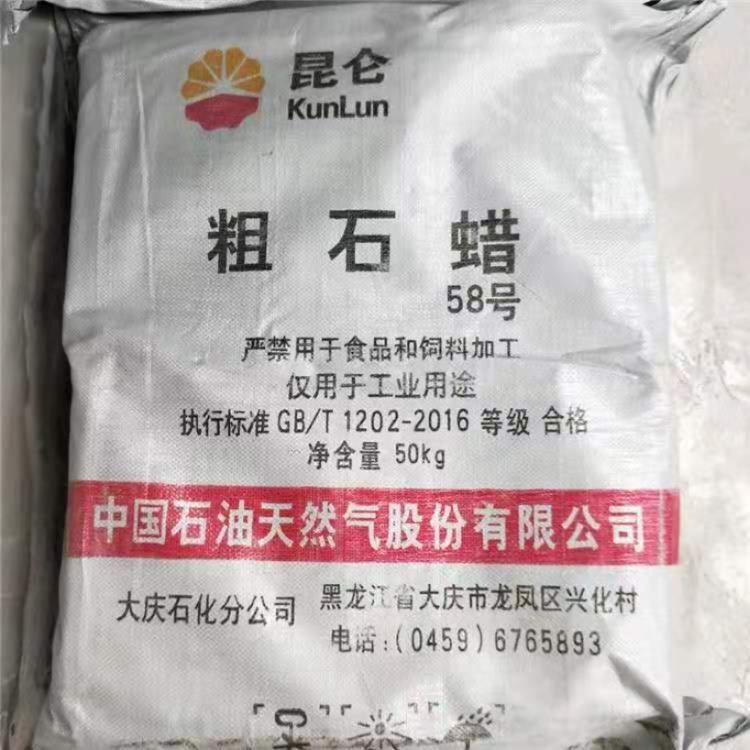 昆仑
KunLun
粗石蜡
58号
严禁用于食品和饲料加工
仅用于工业用途
执行标准 GB/T 1202-2016 等级 合格
净含量 50kg
中国石油天然气股份有限公司
大庆石化分公司 黑龙江省大庆市龙凤区兴化村
电话:(0459)6765893